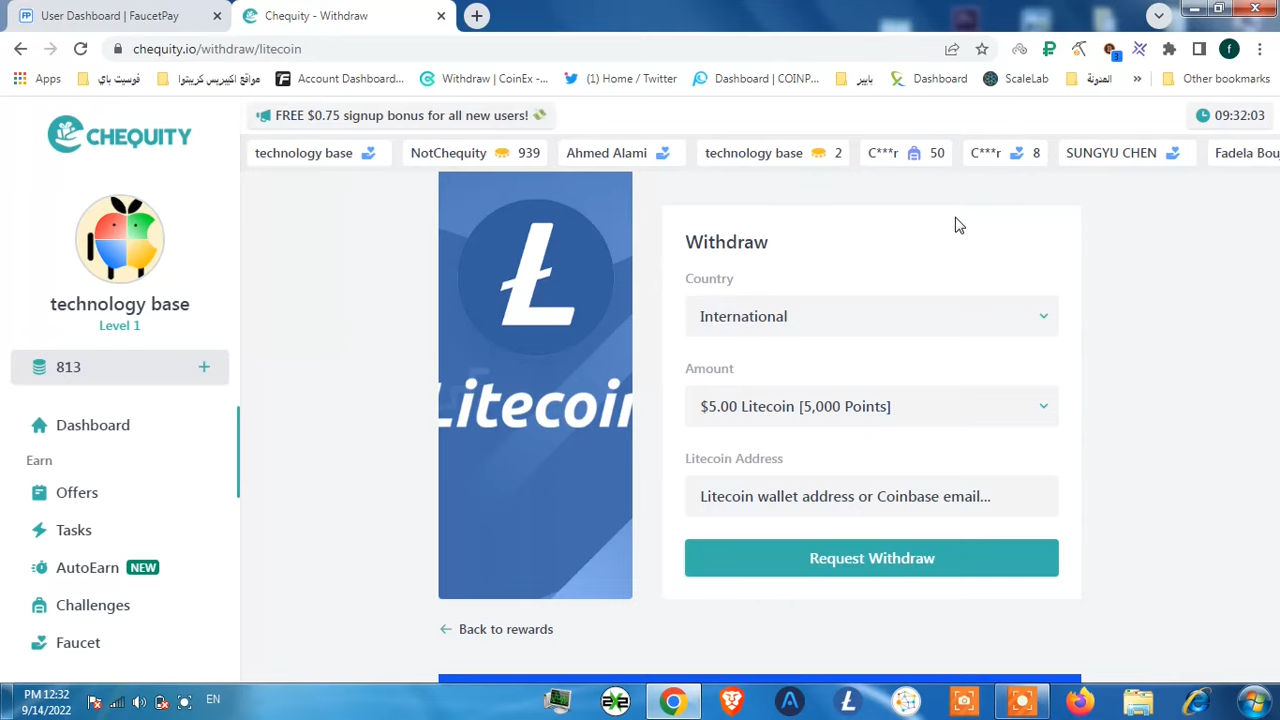 User Dashboard | FaucetPay
Chequity - Withdraw
chequity.io/withdraw/litecoin
Apps
فوسيت باي
مواقع اكبيرس كريبتوا
Account Dashboard...
Withdraw | CoinEx -...
(1) Home / Twitter
Dashboard | COINP...
بايير
Dashboard
ScaleLab
المدونة
»
Other bookmarks
3
f
CHEQUITY
FREE $0.75 signup bonus for all new users!
09:32:03
technology base
NotChequity 939
Ahmed Alami
technology base 2
C***r 50
C***r 8
SUNGYU CHEN
Fadela Bou
technology base
Level 1
813 +
Dashboard
Earn
Offers
Tasks
AutoEarn NEW
Challenges
Faucet
Litecoin
Withdraw
Country
International
Amount
$5.00 Litecoin [5,000 Points]
Litecoin Address
Litecoin wallet address or Coinbase email...
Request Withdraw
Back to rewards
PM 12:32
9/14/2022
EN